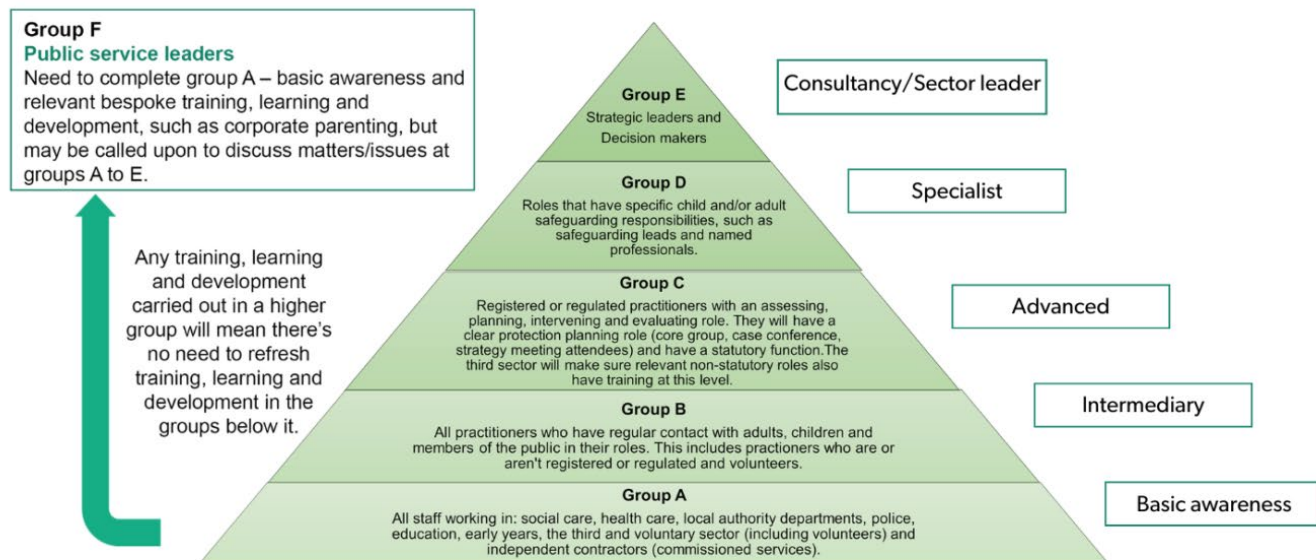 Group F
Public service leaders
Need to complete group A – basic awareness and
relevant bespoke training, learning and
development, such as corporate parenting, but
may be called upon to discuss matters/issues at
groups A to E.
Any training, learning
and development
carried out in a higher
group will mean there's
no need to refresh
training, learning and
development in the
groups below it.
Group E
Strategic leaders and
Decision makers
Consultancy/Sector leader
Group D
Roles that have specific child and/or adult
safeguarding responsibilities, such as
safeguarding leads and named
professionals.
Specialist
Group C
Registered or regulated practitioners with an assessing,
planning, intervening and evaluating role. They will have a
clear protection planning role (core group, case conference,
strategy meeting attendees) and have a statutory function.The
third sector will make sure relevant non-statutory roles also
have training at this level.
Advanced
Group B
All practitioners who have regular contact with adults, children and
members of the public in their roles. This includes practioners who are or
aren't registered or regulated and volunteers.
Intermediary
Group A
All staff working in: social care, health care, local authority departments, police,
education, early years, the third and voluntary sector (including volunteers) and
independent contractors (commissioned services).
Basic awareness